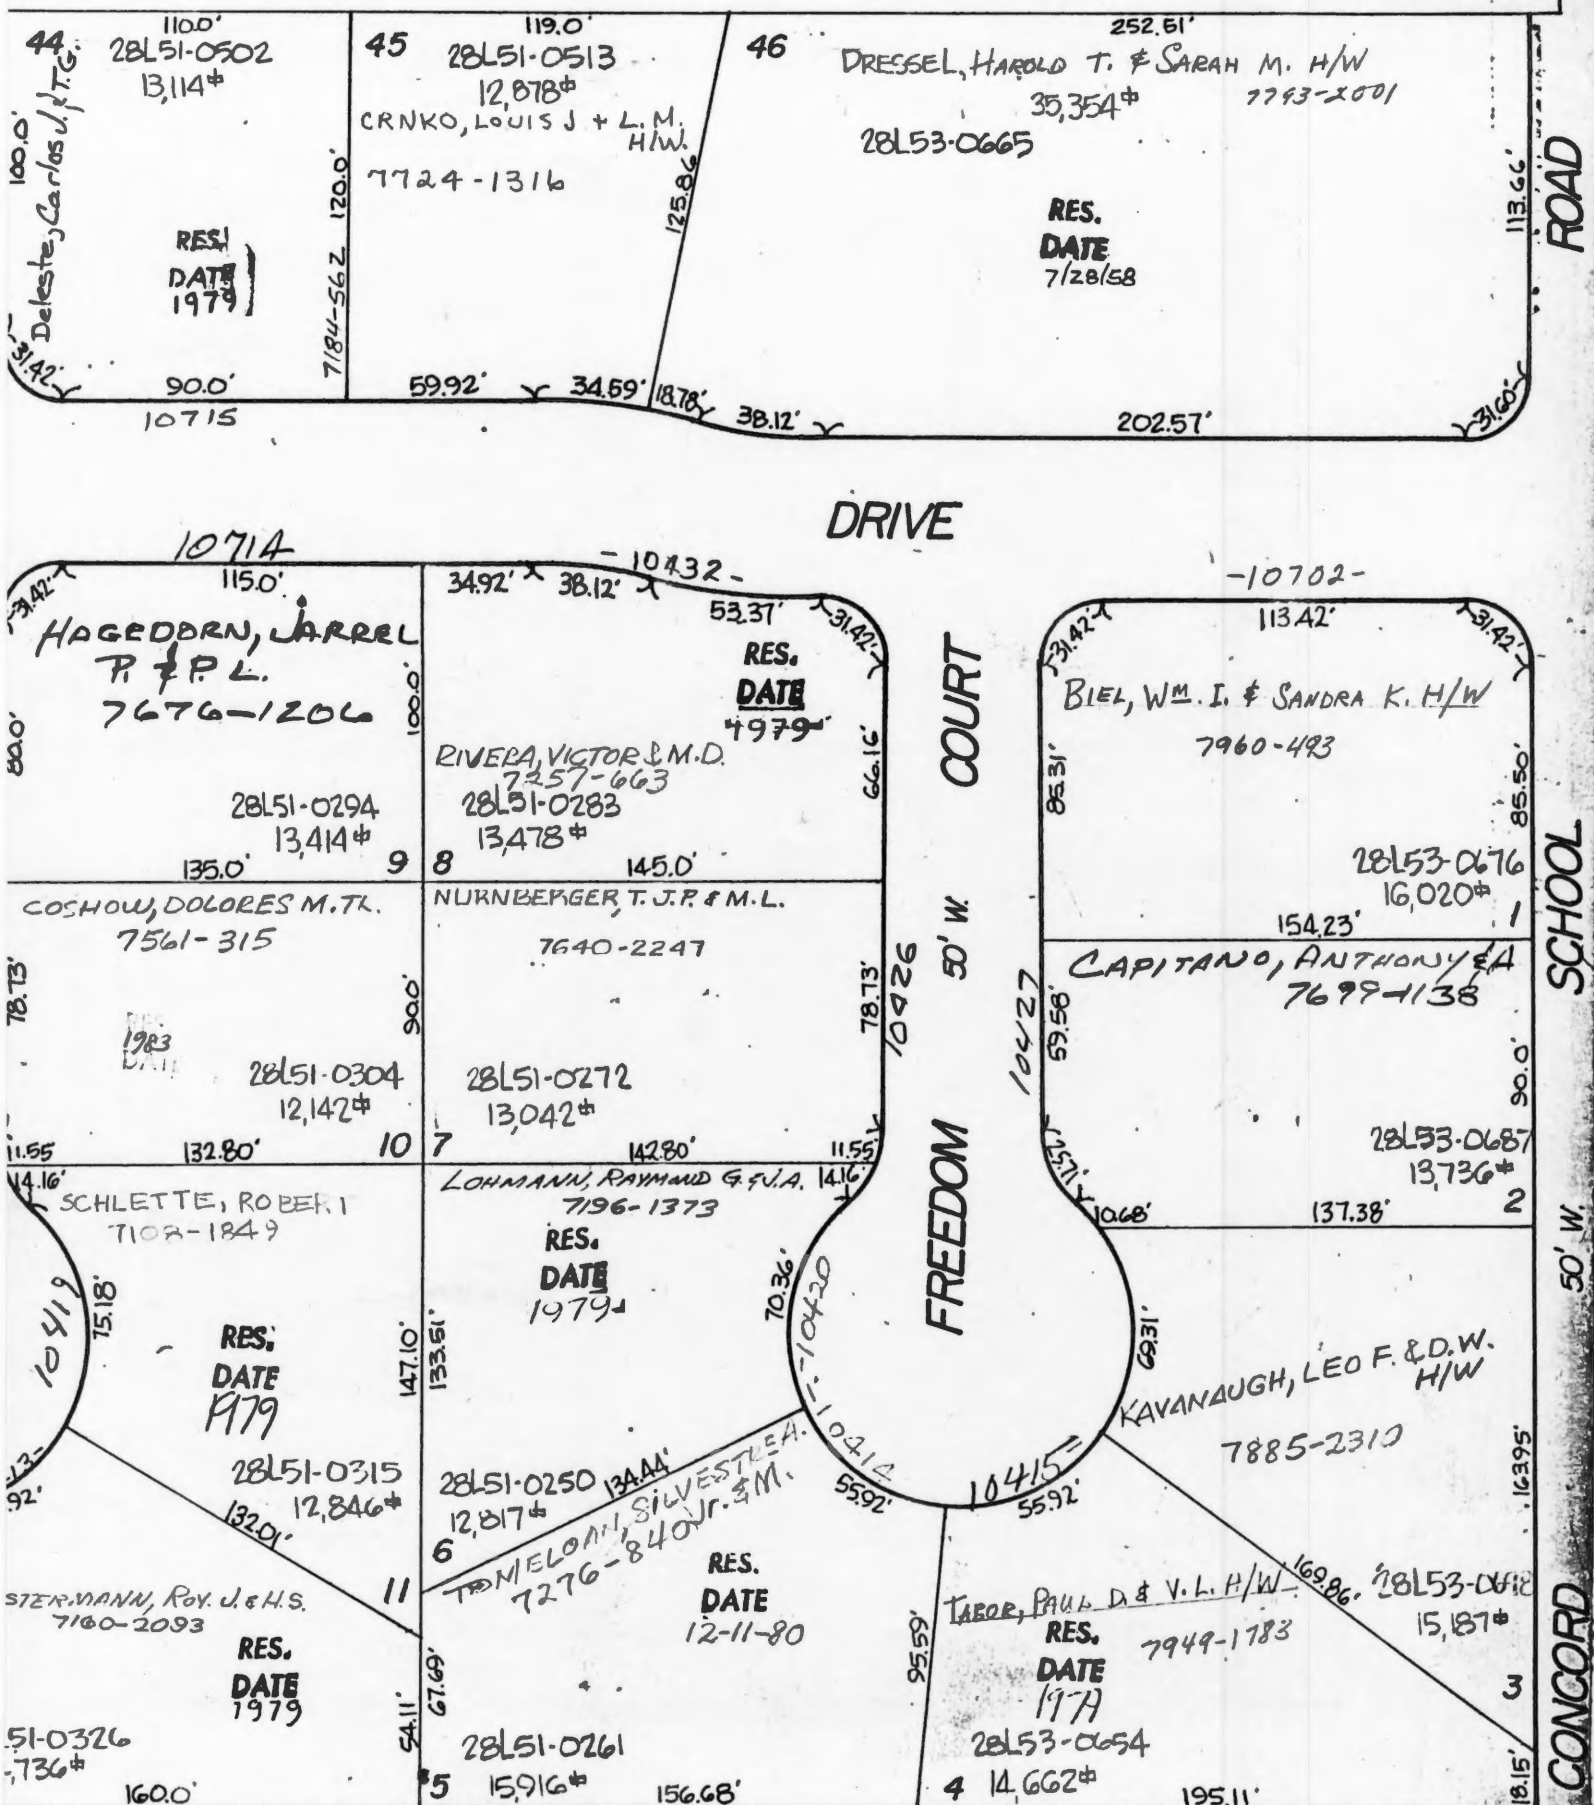 44
110.0'
28L51-0502
13,114⌗
Deleste, Carlos J. & T.G.
100.0'
RES.
DATE
1979
120.0'
7184-562
31.42'
90.0'
10715
45
119.0'
28L51-0513
12,878⌗
CRNKO, LOUIS J + L.M.
H/W.
7724-1316
125.86
59.92'
34.59'
46
252.61'
DRESSEL, HAROLD T. & SARAH M. H/W
35,354⌗
7793-2001
28L53-0665
RES.
DATE
7/28/58
113.66'
18.78'
38.12'
202.57'
31.60'
ROAD
DRIVE
10714
31.42'
115.0'
HAGEDORN, JARREL
P. & P. L.
7676-1206
80.0'
100.0'
28L51-0294
13,414⌗
135.0'
9
-10432-
34.92'
38.12'
53.37'
31.42'
RES.
DATE
1979
RIVERA, VICTOR & M.D.
7257-663
28L51-0283
13,478⌗
66.16'
8
145.0'
COURT
50' W.
FREEDOM
-10702-
31.42'
113.42'
31.42'
BIEL, WM. I. & SANDRA K. H/W
7960-493
85.31'
85.50'
28L53-0676
16,020⌗
154.23'
1
SCHOOL
COSHOW, DOLORES M. TR.
7561-315
78.73'
90.0'
RES.
1983
DATE
28L51-0304
12,142⌗
11.55
132.80'
10
NURNBERGER, T. J.P. & M.L.
7640-2247
78.73'
10426
28L51-0272
13,042⌗
7
142.80'
11.55'
10427
CAPITANO, ANTHONY & A
7699-1138
59.58'
90.0'
28L53-0687
13,736⌗
17.57'
10.68'
137.38'
2
14.16'
SCHLETTE, ROBERT
7102-1849
10419
75.18'
RES.
DATE
1979
147.10'
28L51-0315
12,846⌗
132.01'
11
.92'
LOHMANN, RAYMOND G. & J.A.
14.16'
7196-1373
RES.
DATE
1979
133.51'
70.36'
10420
28L51-0250
12,817⌗
134.44'
6
69.31'
KAVANAUGH, LEO F. & D.W.
H/W
7885-2310
163.95'
169.86'
15,187⌗
3
50' W.
CONCORD
STERMANN, ROY. J. & H.S.
7160-2093
RES.
DATE
1979
54.11'
51-0326
,736⌗
160.0'
10414
55.92'
TOMELOAN, SILVESTRE A.
Jr. & M.
7276-840
RES.
DATE
12-11-80
67.69'
28L51-0261
5
15,916⌗
156.68'
10415
55.92'
TABOR, PAUL D. & V. L. H/W
7949-1783
RES.
DATE
95.59'
28L53-0654
4
14,662⌗
195.11'
18.15'